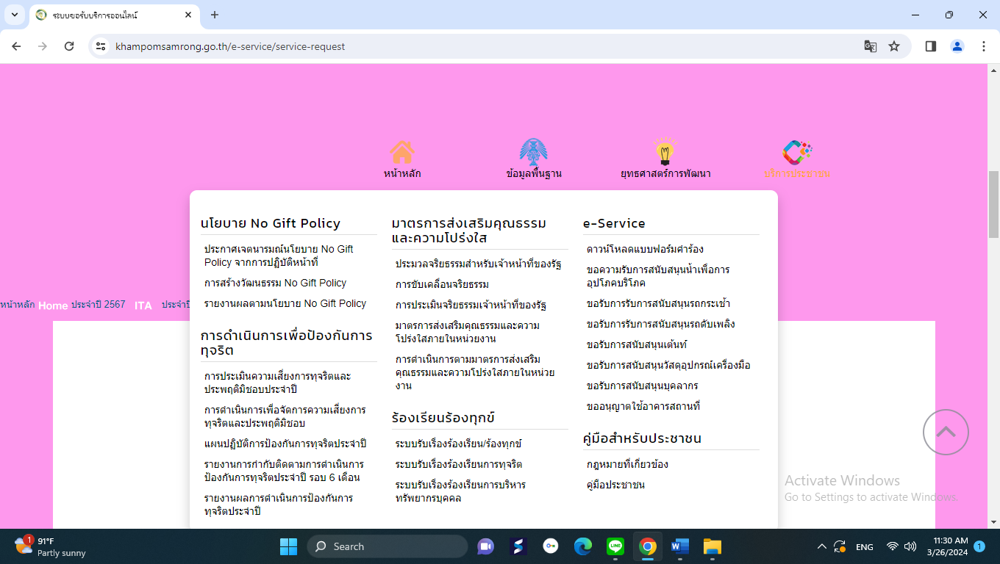 ระบบขอรับบริการออนไลน์
khampomsamrong.go.th/e-service/service-request
หน้าหลัก
ข้อมูลพื้นฐาน
ยุทธศาสตร์การพัฒนา
บริการประชาชน
นโยบาย No Gift Policy
ประกาศเจตนารมณ์นโยบาย No Gift
Policy จากการปฏิบัติหน้าที่
การสร้างวัฒนธรรม No Gift Policy
รายงานผลตามนโยบาย No Gift Policy
การดำเนินการเพื่อป้องกันการ
ทุจริต
การประเมินความเสี่ยงการทุจริตและ
ประพฤติมิชอบประจำปี
การดำเนินการเพื่อจัดการความเสี่ยงการ
ทุจริตและประพฤติมิชอบ
แผนปฏิบัติการป้องกันการทุจริตประจำปี
รายงานการกำกับติดตามการดำเนินการ
ป้องกันการทุจริตประจำปี รอบ 6 เดือน
รายงานผลการดำเนินการป้องกันการ
ทุจริตประจำปี
มาตรการส่งเสริมคุณธรรม
และความโปร่งใส
ประมวลจริยธรรมสำหรับเจ้าหน้าที่ของรัฐ
การขับเคลื่อนจริยธรรม
การประเมินจริยธรรมเจ้าหน้าที่ของรัฐ
มาตรการส่งเสริมคุณธรรมและความ
โปร่งใสภายในหน่วยงาน
การดำเนินการตามมาตรการส่งเสริม
คุณธรรมและความโปร่งใสภายในหน่วย
งาน
ร้องเรียนร้องทุกข์
ระบบรับเรื่องร้องเรียน/ร้องทุกข์
ระบบรับเรื่องร้องเรียนการทุจริต
ระบบรับเรื่องร้องเรียนการบริหาร
ทรัพยากรบุคคล
e-Service
ดาวน์โหลดแบบฟอร์มคำร้อง
ขอความรับการสนับสนุนน้ำเพื่อการ
อุปโภคบริโภค
ขอรับการรับการสนับสนุนรถกระเช้า
ขอรับการรับการสนับสนุนรถดับเพลิง
ขอรับการสนับสนุนเต้นท์
ขอรับการสนับสนุนวัสดุอุปกรณ์เครื่องมือ
ขอรับการสนับสนุนบุคลากร
ขออนุญาตใช้อาคารสถานที่
คู่มือสำหรับประชาชน
กฎหมายที่เกี่ยวข้อง
คู่มือประชาชน
หน้าหลัก Home ประจำปี 2567 ITA ประจำปี
Activate Windows
Go to Settings to activate Windows.
1
91°F
Partly sunny
Search
LINE
ENG
11:30 AM
3/26/2024
1